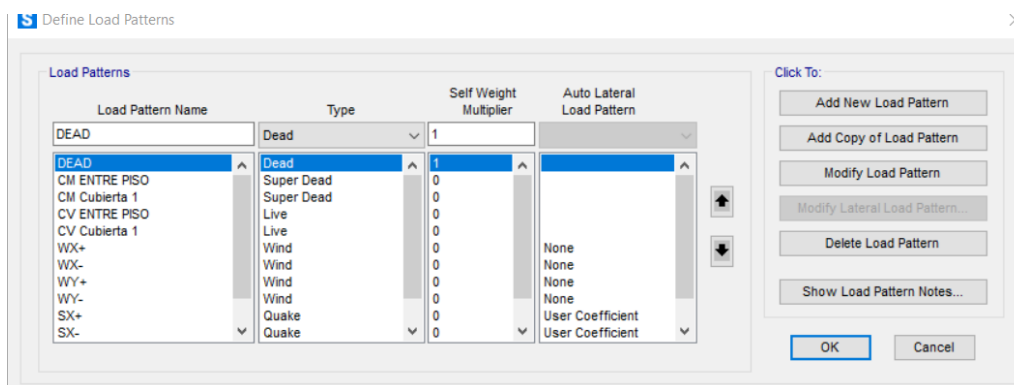 S Define Load Patterns
Load Patterns
Click To:
Load Pattern Name Type Self Weight Multiplier Auto Lateral Load Pattern
DEAD Dead 1
DEAD Dead 1
CM ENTRE PISO Super Dead 0
CM Cubierta 1 Super Dead 0
CV ENTRE PISO Live 0
CV Cubierta 1 Live 0
WX+ Wind 0 None
WX- Wind 0 None
WY+ Wind 0 None
WY- Wind 0 None
SX+ Quake 0 User Coefficient
SX- Quake 0 User Coefficient
Add New Load Pattern
Add Copy of Load Pattern
Modify Load Pattern
Modify Lateral Load Pattern...
Delete Load Pattern
Show Load Pattern Notes...
OK Cancel